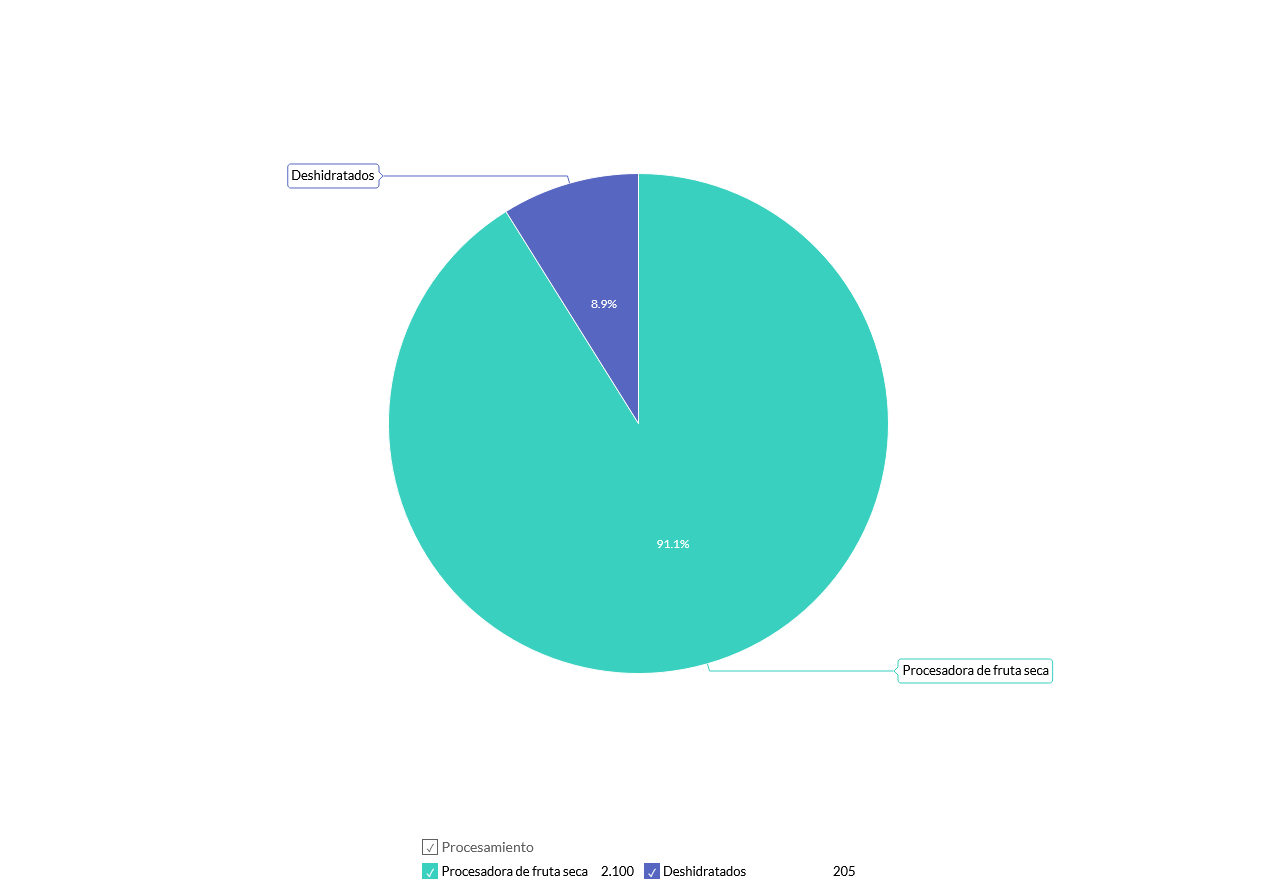 Deshidratados
8.9%
91.1%
Procesadora de fruta seca
Procesamiento
Procesadora de fruta seca 2.100 Deshidratados 205